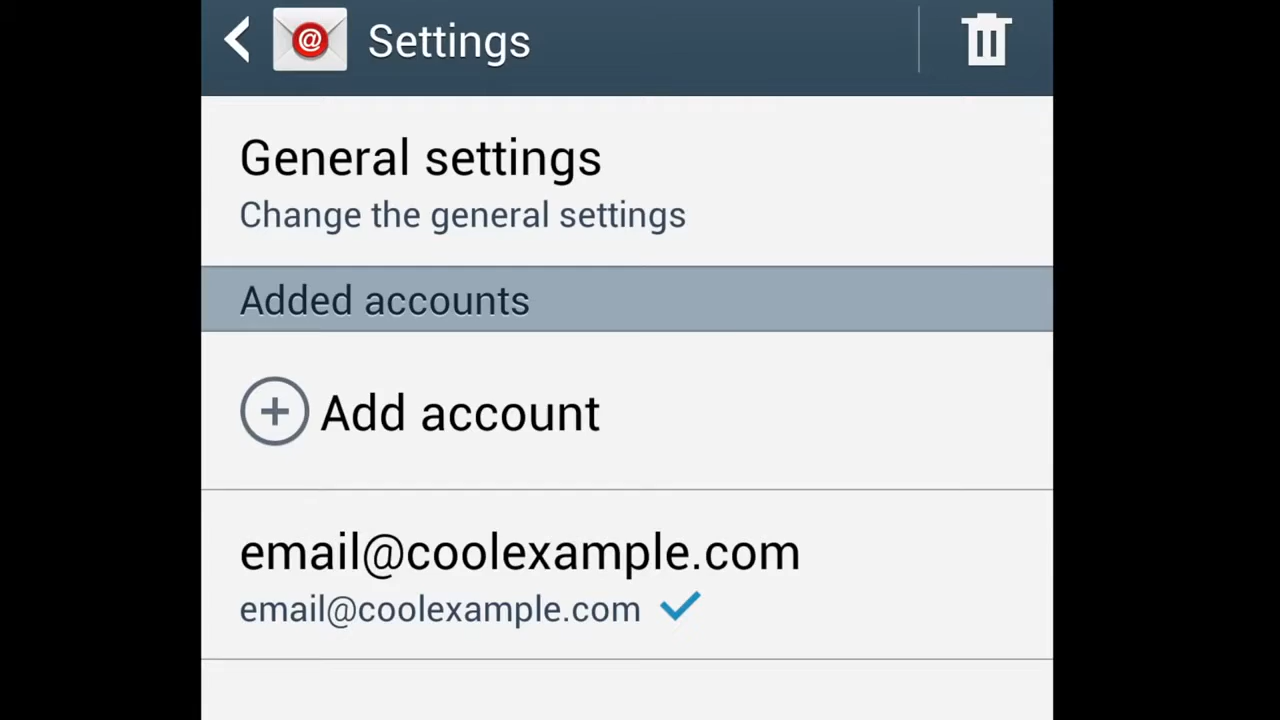 @ Settings
General settings
Change the general settings
Added accounts
Add account
email@coolexample.com
email@coolexample.com